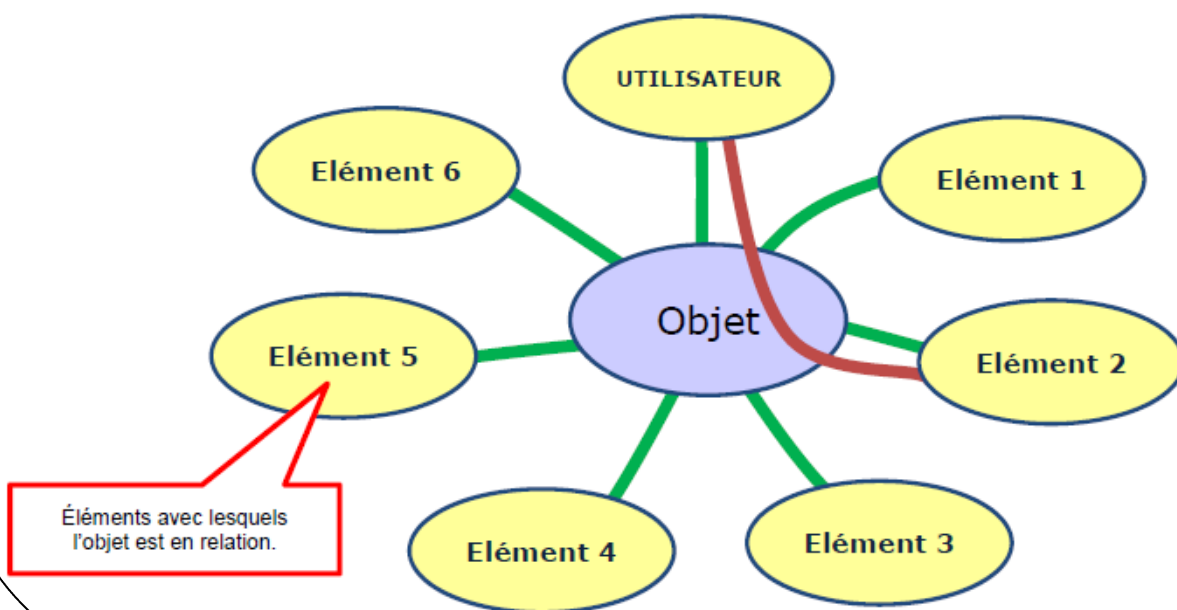 UTILISATEUR
Elément 6
Elément 1
Objet
Elément 5
Elément 2
Éléments avec lesquels
l'objet est en relation.
Elément 4
Elément 3